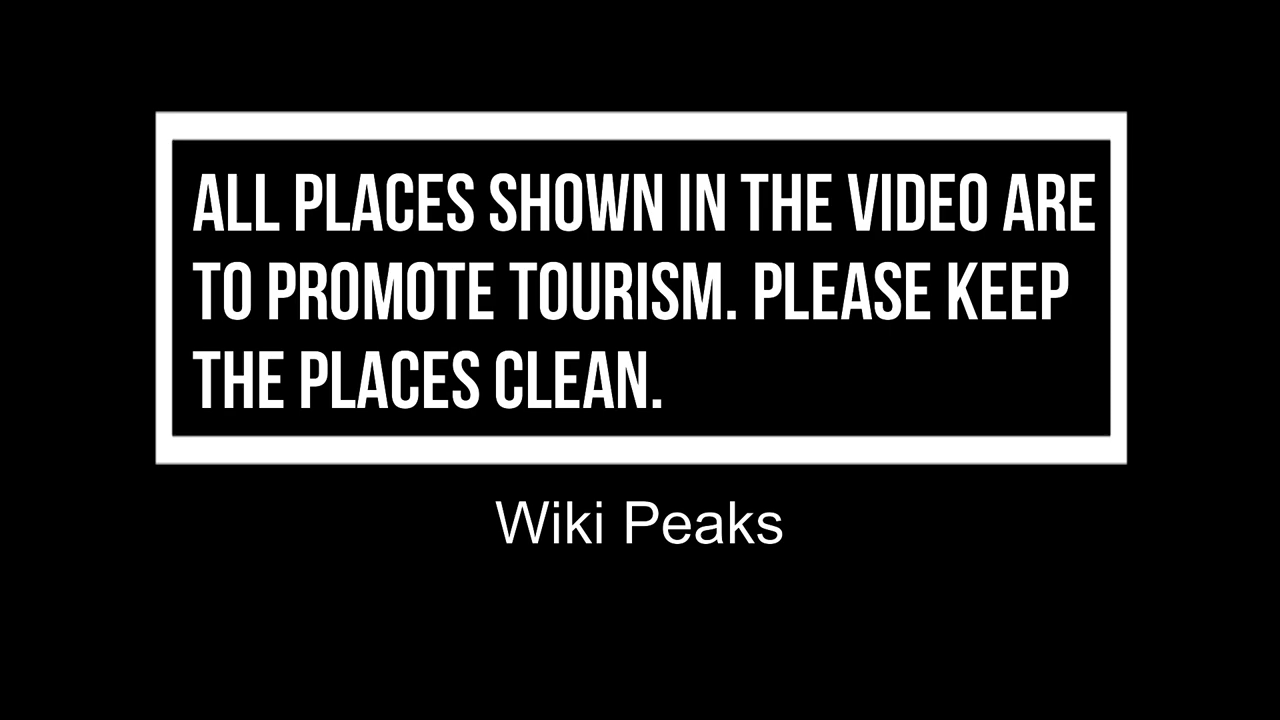 ALL PLACES SHOWN IN THE VIDEO ARE
TO PROMOTE TOURISM. PLEASE KEEP
THE PLACES CLEAN.
Wiki Peaks